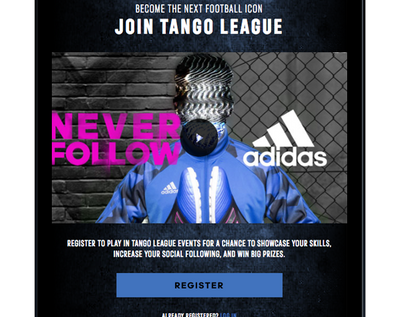 BECOME THE NEXT FOOTBALL ICON
JOIN TANGO LEAGUE
NEVER
FOLLOW
adidas
adidas
REGISTER TO PLAY IN TANGO LEAGUE EVENTS FOR A CHANCE TO SHOWCASE YOUR SKILLS,
INCREASE YOUR SOCIAL FOLLOWING, AND WIN BIG PRIZES.
REGISTER
ALREADY REGISTERED? LOG IN